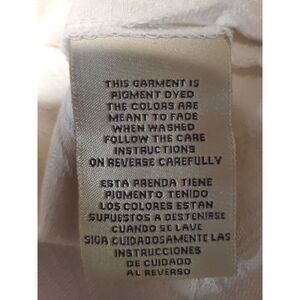 THIS GARMENT IS
PIGMENT DYED
THE COLORS ARE
MEANT TO FADE
WHEN WASHED
FOLLOW THE CARE
INSTRUCTIONS
ON REVERSE CAREFULLY
ESTA PRENDA TIENE
PIGMENTO TENIDO
LOS COLORES ESTAN
SUPUESTOS A DESTENIRSE
CUANDO SE LAVE
SIGA CUIDADOSAMENTE LAS
INSTRUCCIONES
DE CUIDADO
AL REVERSO